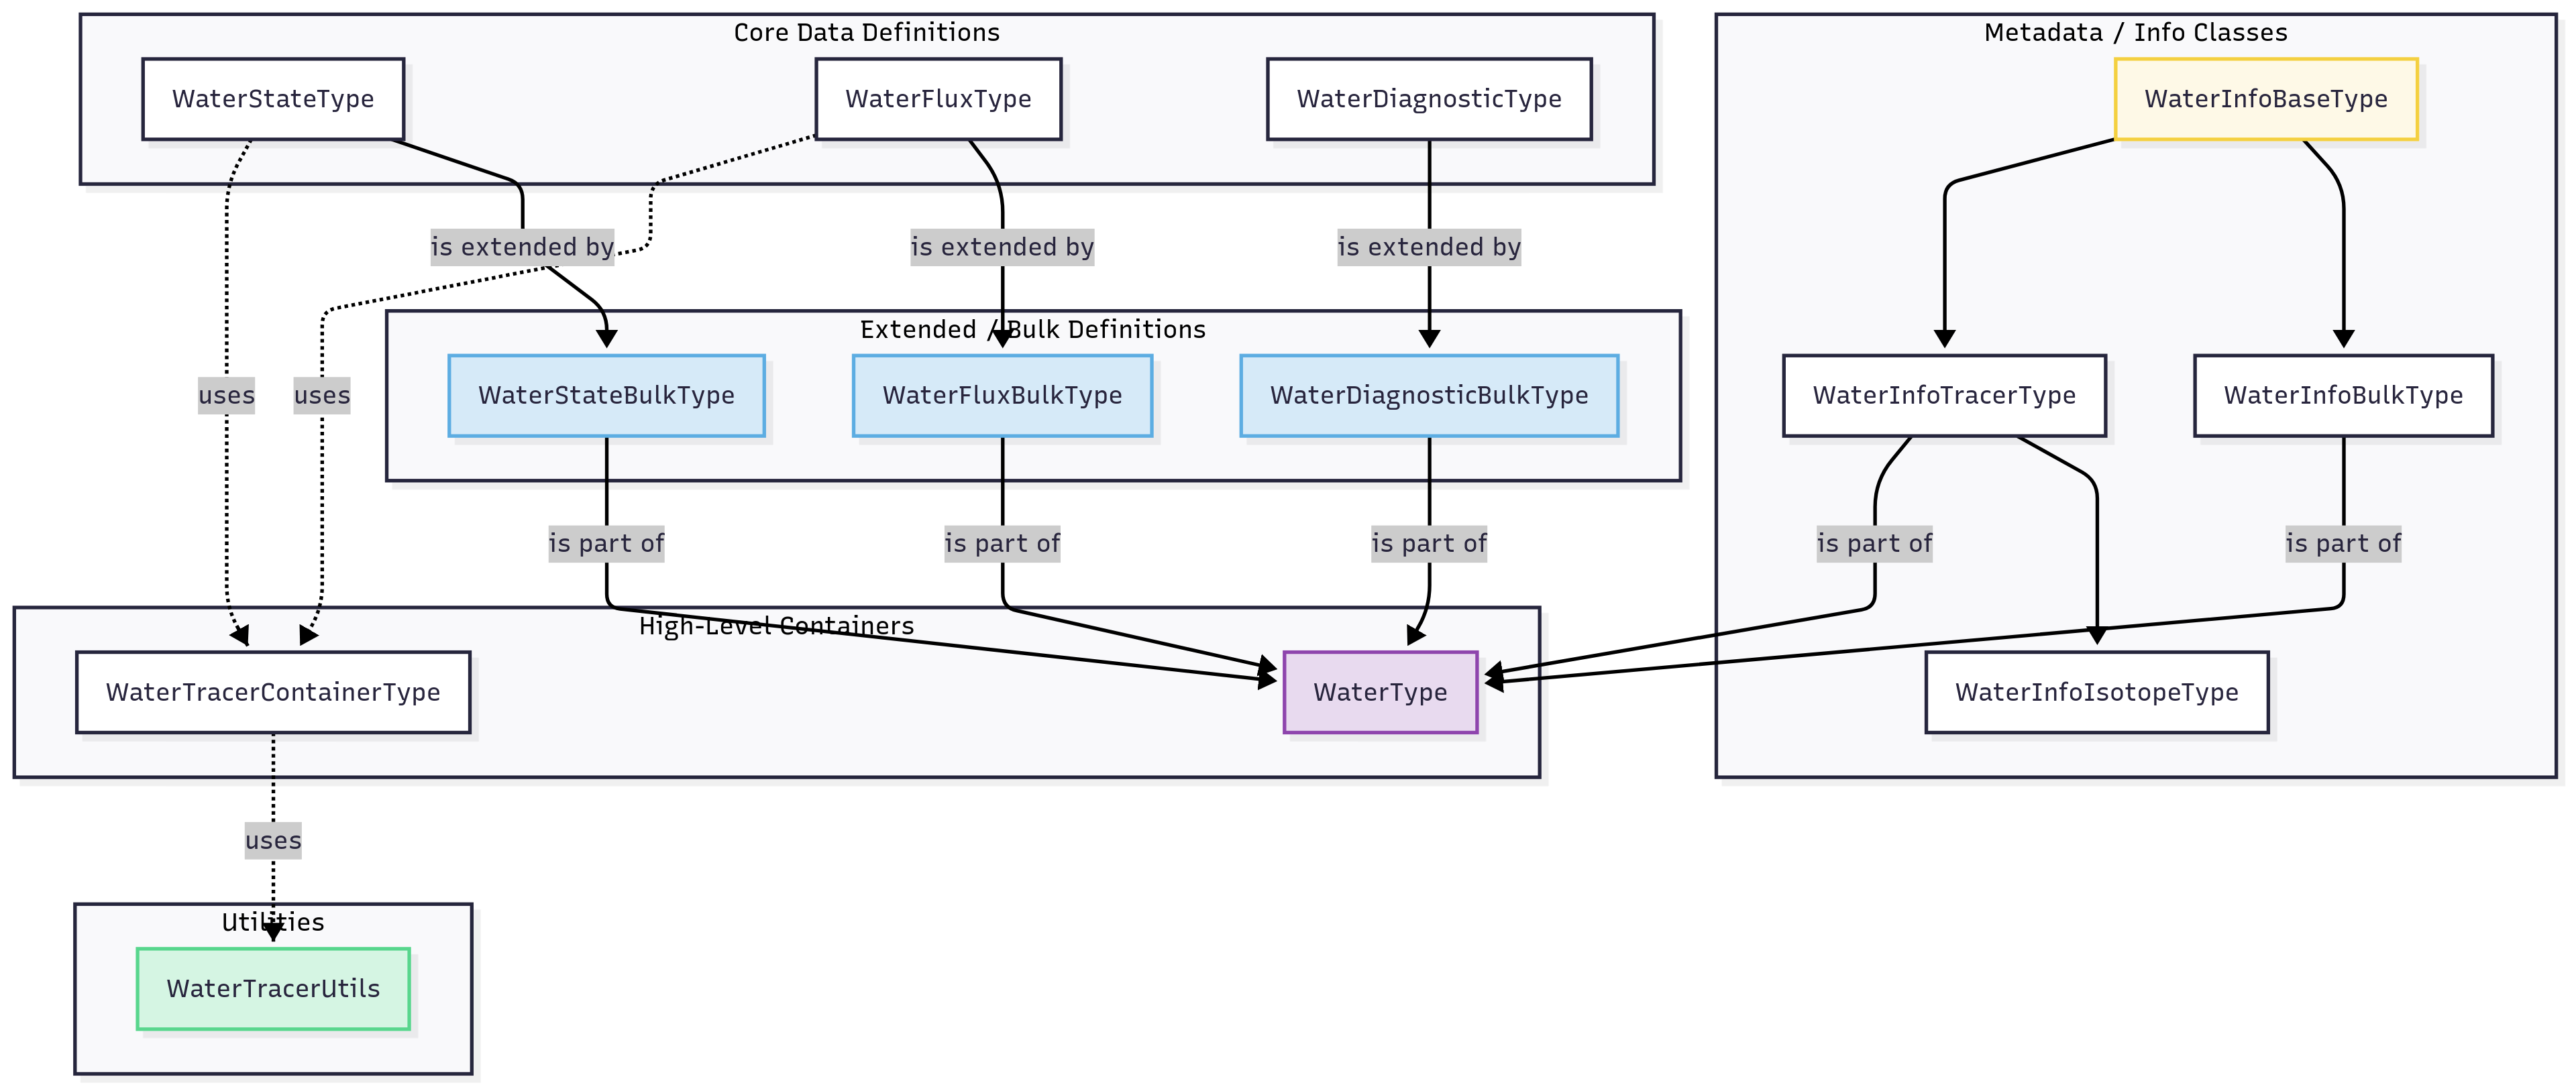 Core Data Definitions
Metadata / Info Classes
WaterStateType
WaterFluxType
WaterDiagnosticType
WaterInfoBaseType
is extended by
is extended by
is extended by
Extended / Bulk Definitions
uses
uses
WaterStateBulkType
WaterFluxBulkType
WaterDiagnosticBulkType
WaterInfoTracerType
WaterInfoBulkType
is part of
is part of
is part of
is part of
is part of
High-Level Containers
WaterTracerContainerType
WaterType
WaterInfoIsotopeType
uses
Utilities
WaterTracerUtils